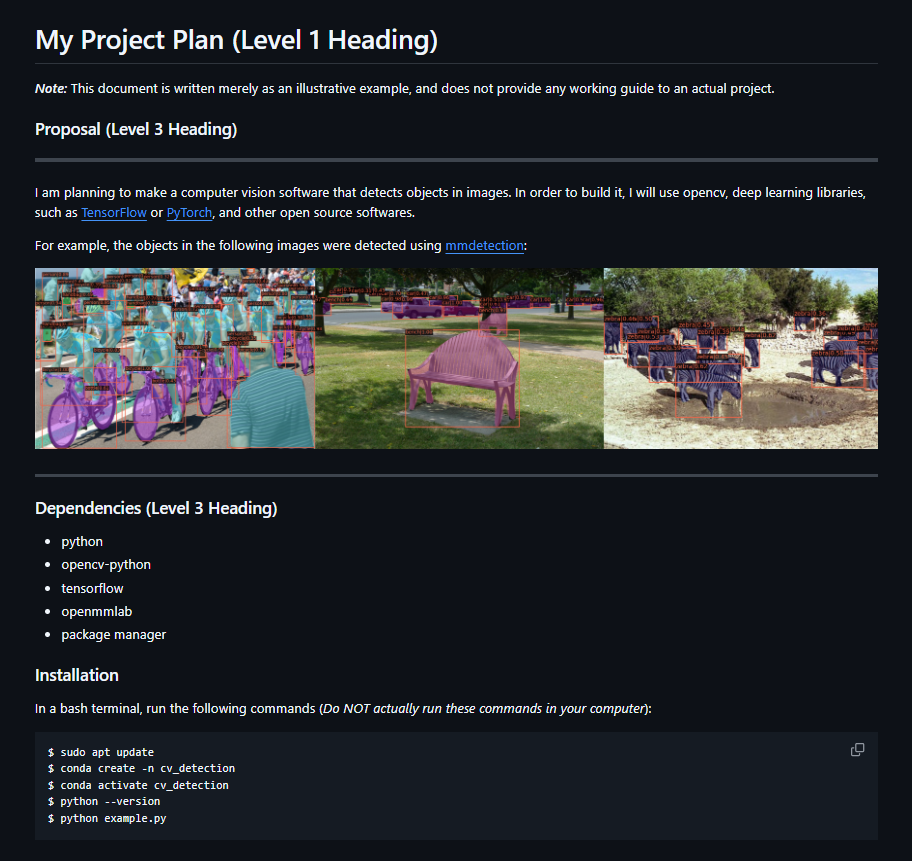 My Project Plan (Level 1 Heading)
Note: This document is written merely as an illustrative example, and does not provide any working guide to an actual project.
Proposal (Level 3 Heading)
I am planning to make a computer vision software that detects objects in images. In order to build it, I will use opencv, deep learning libraries,
such as TensorFlow or PyTorch, and other open source softwares.
For example, the objects in the following images were detected using mmdetection:
Dependencies (Level 3 Heading)
python
opencv-python
tensorflow
openmmlab
package manager
Installation
In a bash terminal, run the following commands (Do NOT actually run these commands in your computer):
$ sudo apt update
$ conda create -n cv_detection
$ conda activate cv_detection
$ python --version
$ python example.py